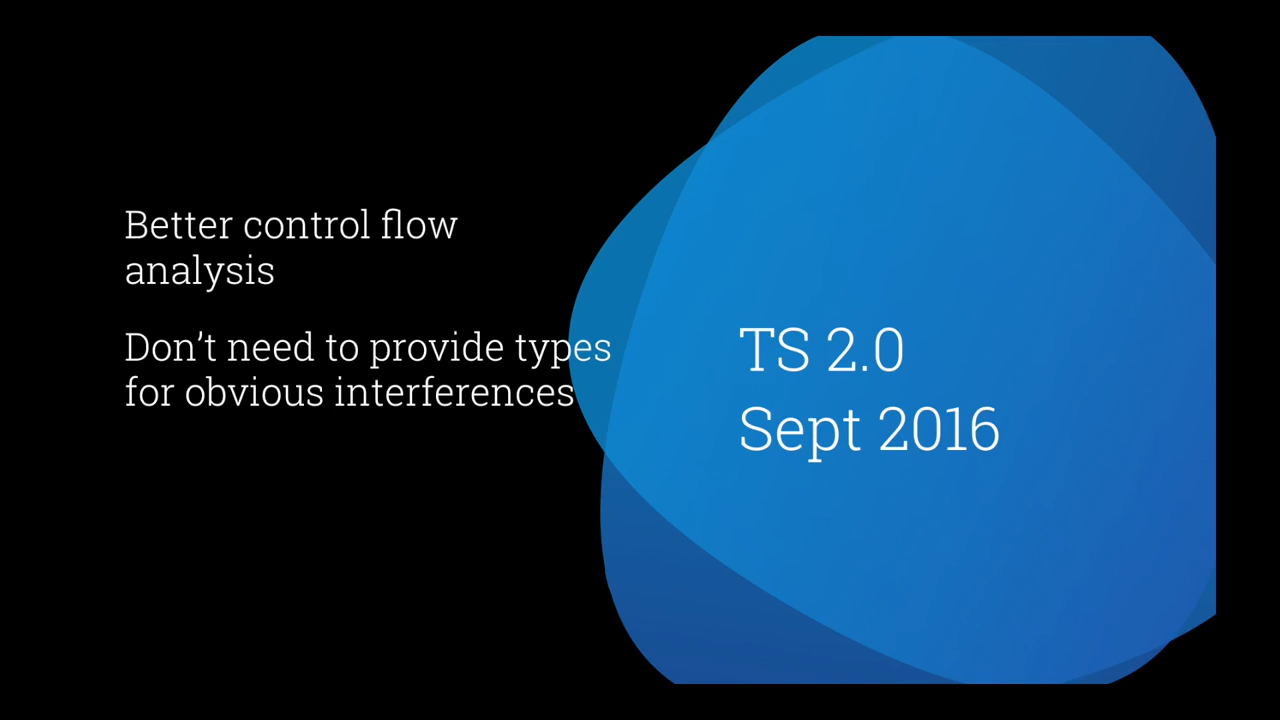 Better control flow
analysis
Don’t need to provide types
for obvious interferences
TS 2.0
Sept 2016